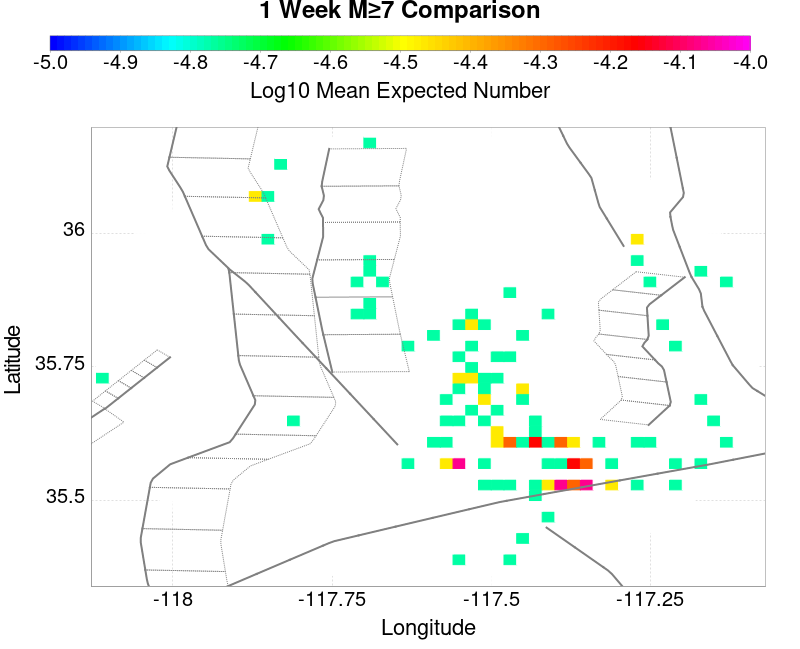 1 Week M≥7 Comparison
-5.0 -4.9 -4.8 -4.7 -4.6 -4.5 -4.4 -4.3 -4.2 -4.1 -4.0
Log10 Mean Expected Number
36
35.75
35.5
Latitude
-118 -117.75 -117.5 -117.25
Longitude